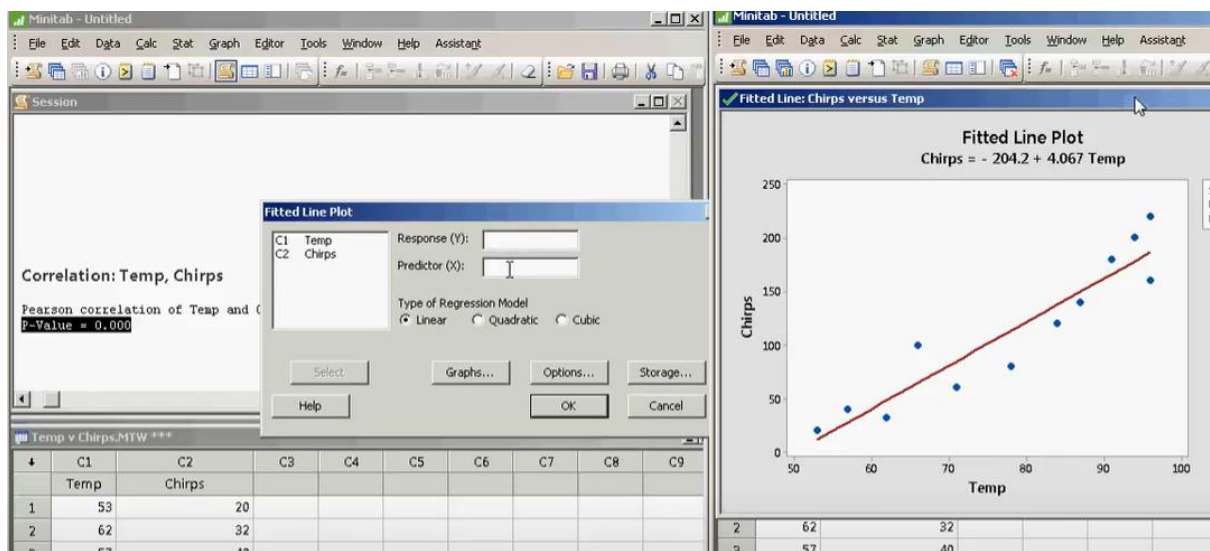 Minitab - Untitled
File Edit Data Calc Stat Graph Editor Tools Window Help Assistant
Session
Correlation: Temp, Chirps
Pearson correlation of Temp and
P-Value = 0.000
Fitted Line Plot
C1 Temp
C2 Chirps
Response (Y):
Predictor (X):
Type of Regression Model
Linear Quadratic Cubic
Select Graphs... Options... Storage...
Help OK Cancel
Temp v Chirps.MTW ***
C1 C2 C3 C4 C5 C6 C7 C8 C9
Temp Chirps
1 53 20
2 62 32
57 40
Minitab - Untitled
File Edit Data Calc Stat Graph Editor Tools Window Help Assistant
Fitted Line: Chirps versus Temp
Fitted Line Plot
Chirps = - 204.2 + 4.067 Temp
250
200
150
100
50
0
Chirps
50 60 70 80 90 100
Temp
2 62 32
3 57 40